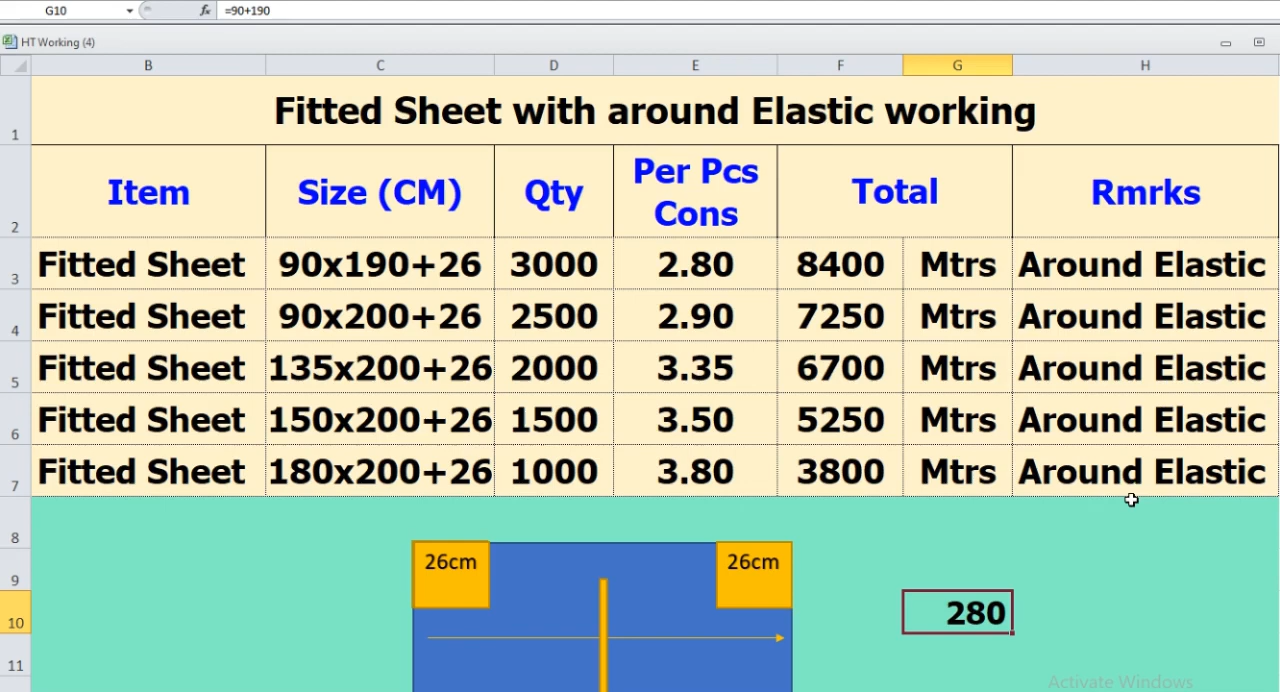 G10 fx =90+190
HT Working (4)
B C D E F G H
1 Fitted Sheet with around Elastic working
2 Item Size (CM) Qty Per Pcs Cons Total Rmrks
3 Fitted Sheet 90x190+26 3000 2.80 8400 Mtrs Around Elastic
4 Fitted Sheet 90x200+26 2500 2.90 7250 Mtrs Around Elastic
5 Fitted Sheet 135x200+26 2000 3.35 6700 Mtrs Around Elastic
6 Fitted Sheet 150x200+26 1500 3.50 5250 Mtrs Around Elastic
7 Fitted Sheet 180x200+26 1000 3.80 3800 Mtrs Around Elastic
8
9 26cm 26cm
10 280
11
Activate Windows